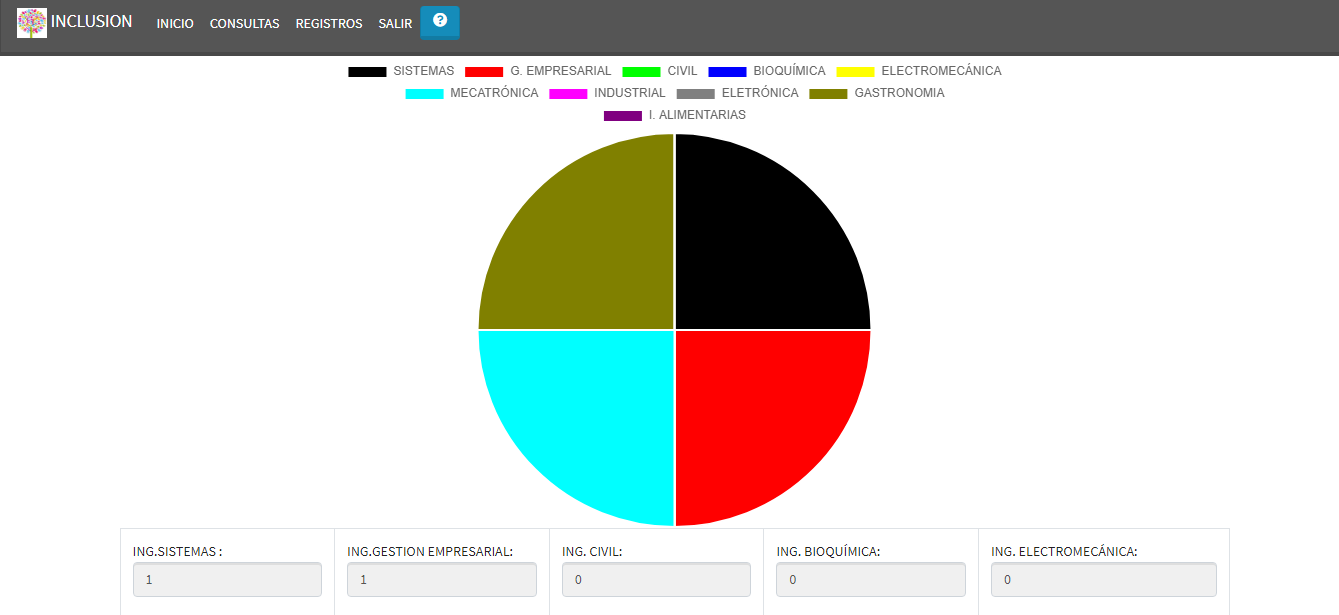 INCLUSION INICIO CONSULTAS REGISTROS SALIR ?
SISTEMAS G. EMPRESARIAL CIVIL BIOQUÍMICA ELECTROMECÁNICA
MECATRÓNICA INDUSTRIAL ELETRÓNICA GASTRONOMIA
I. ALIMENTARIAS
ING.SISTEMAS : ING.GESTION EMPRESARIAL: ING. CIVIL: ING. BIOQUÍMICA: ING. ELECTROMECÁNICA:
1 1 0 0 0